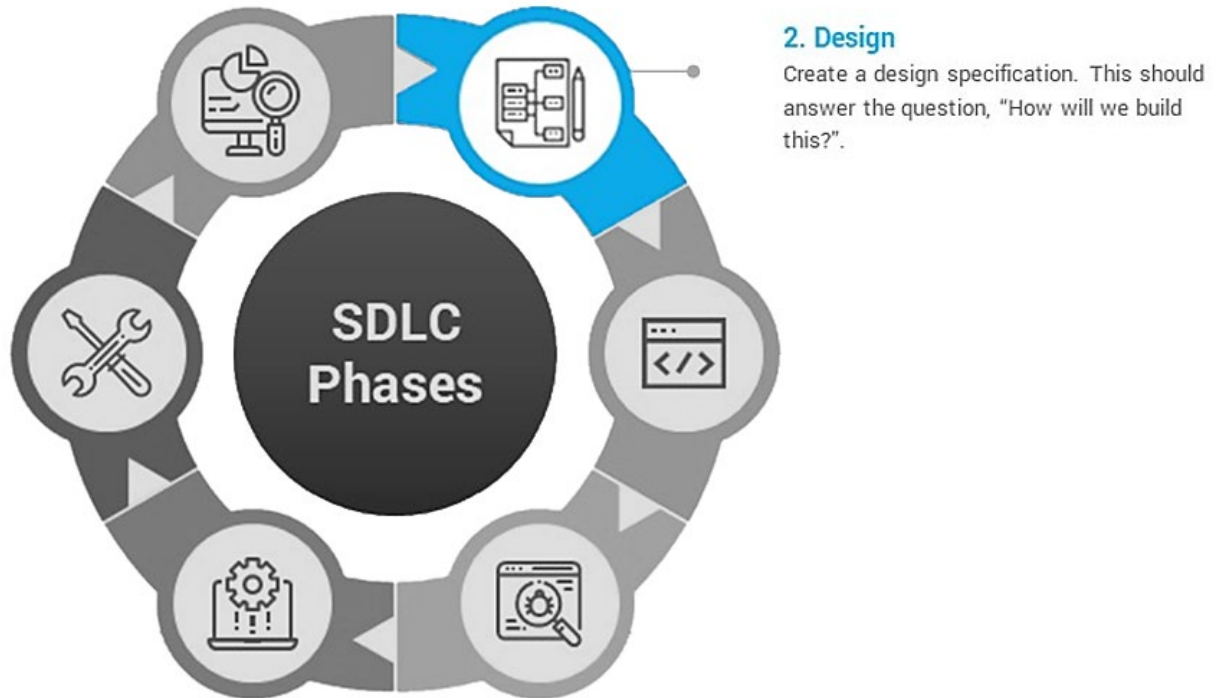 2. Design
Create a design specification. This should
answer the question, “How will we build
this?”.
SDLC
Phases